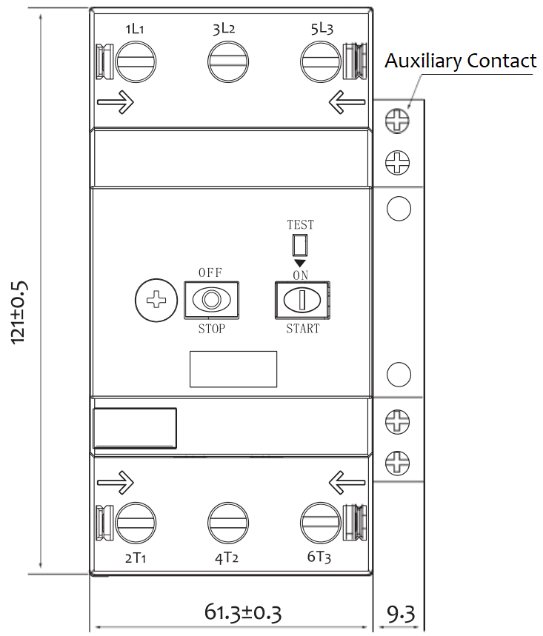 1L1 3L2 5L3
Auxiliary Contact
TEST
OFF ON
STOP START
121±0.5
2T1 4T2 6T3
61.3±0.3 9.3